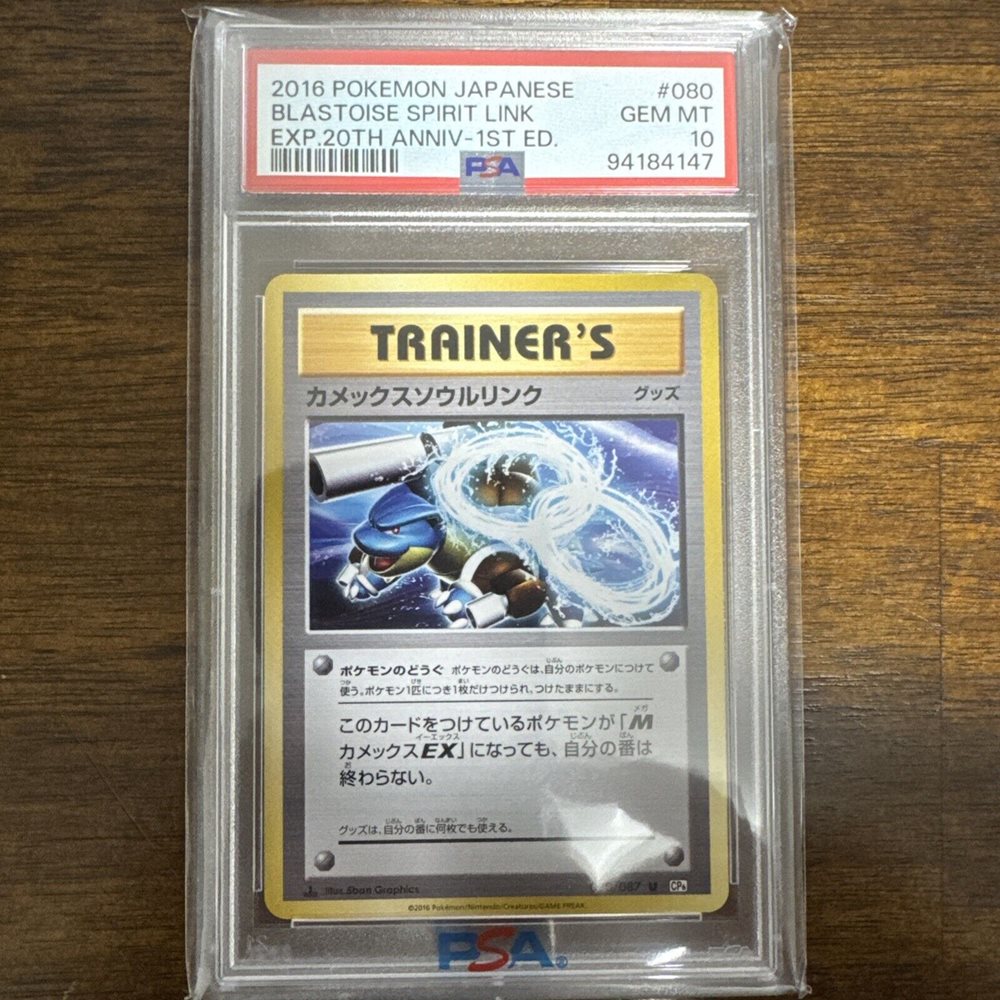 2016 POKEMON JAPANESE #080
BLASTOISE SPIRIT LINK GEM MT
EXP.20TH ANNIV-1ST ED. 10
PSA 94184147
TRAINER'S
カメックスソウルリンク グッズ
ポケモンのどうぐ ポケモンのどうぐは、自分のポケモンにつけて
使う。ポケモン1匹につき1枚だけつけられ、つけたままにする。
このカードをつけているポケモンが「M
カメックスEX」になっても、自分の番は
終わらない。
グッズは、自分の番に何枚でも使える。
Illus. 5ban Graphics /087 U CP6
©2016 Pokémon/Nintendo/Creatures/GAME FREAK.
PSA